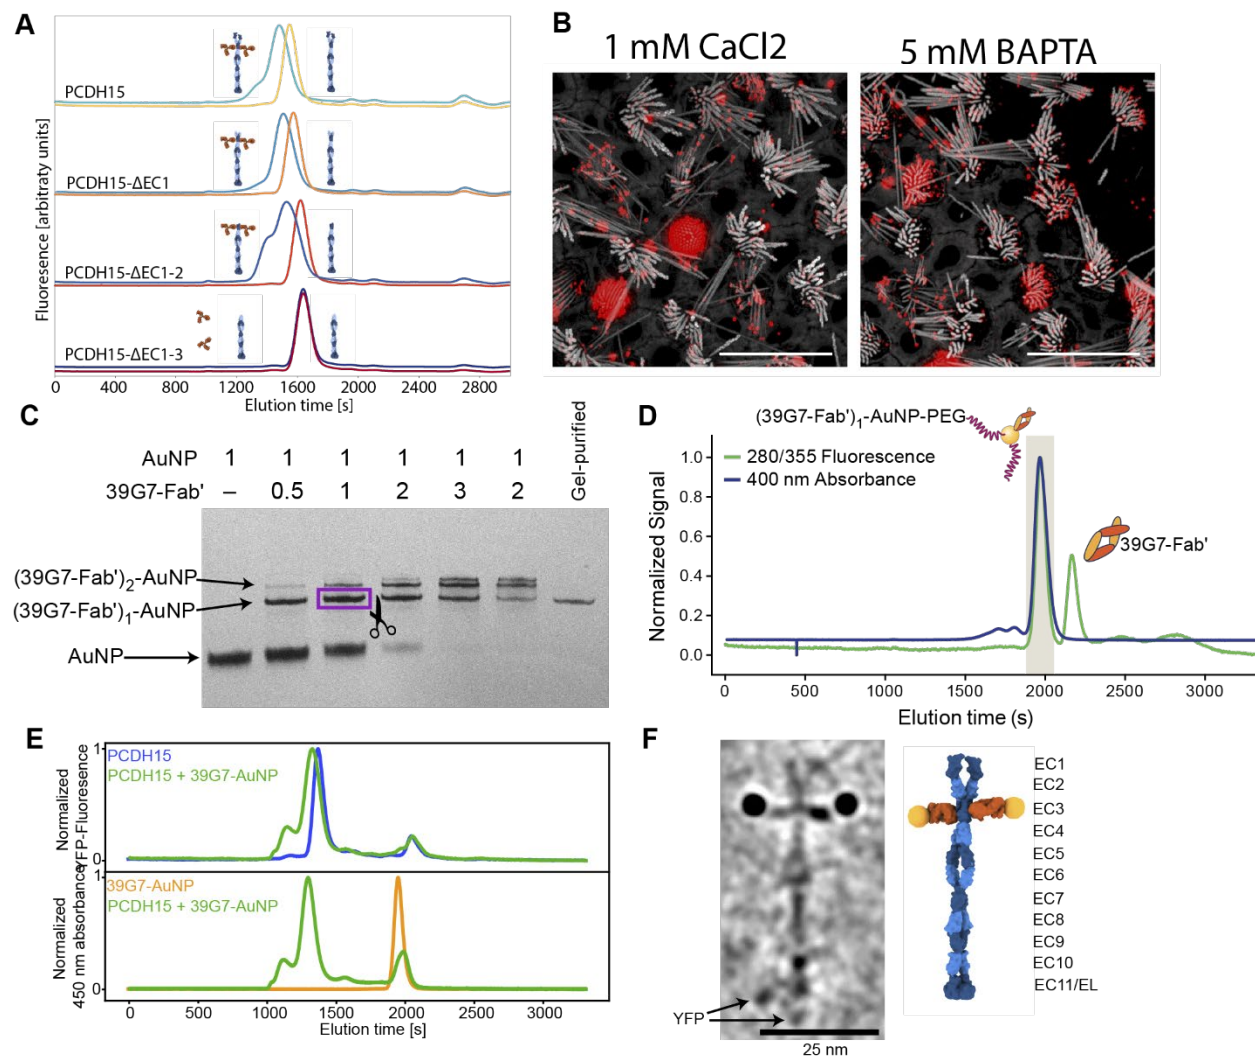 A
PCDH15
PCDH15-ΔEC1
PCDH15-ΔEC1-2
PCDH15-ΔEC1-3
Fluoresence [arbitraty units]
0 400 800 1200 1600 2000 2400 2800
Elution time [s]
B
1 mM CaCl2
5 mM BAPTA
C
AuNP 1 1 1 1 1 1
39G7-Fab' – 0.5 1 2 3 2
Gel-purified
(39G7-Fab')2-AuNP
(39G7-Fab')1-AuNP
AuNP
D
(39G7-Fab')1-AuNP-PEG
280/355 Fluorescence
400 nm Absorbance
39G7-Fab'
Normalized Signal
1.0
0.8
0.6
0.4
0.2
0.0
0 500 1000 1500 2000 2500 3000
Elution time (s)
E
PCDH15
PCDH15 + 39G7-AuNP
Normalized
YFP-Fluoresence
1
0
39G7-AuNP
PCDH15 + 39G7-AuNP
Normalized
450 nm absorbance
1
0
0 500 1000 1500 2000 2500 3000
Elution time [s]
F
YFP
25 nm
EC1
EC2
EC3
EC4
EC5
EC6
EC7
EC8
EC9
EC10
EC11/EL